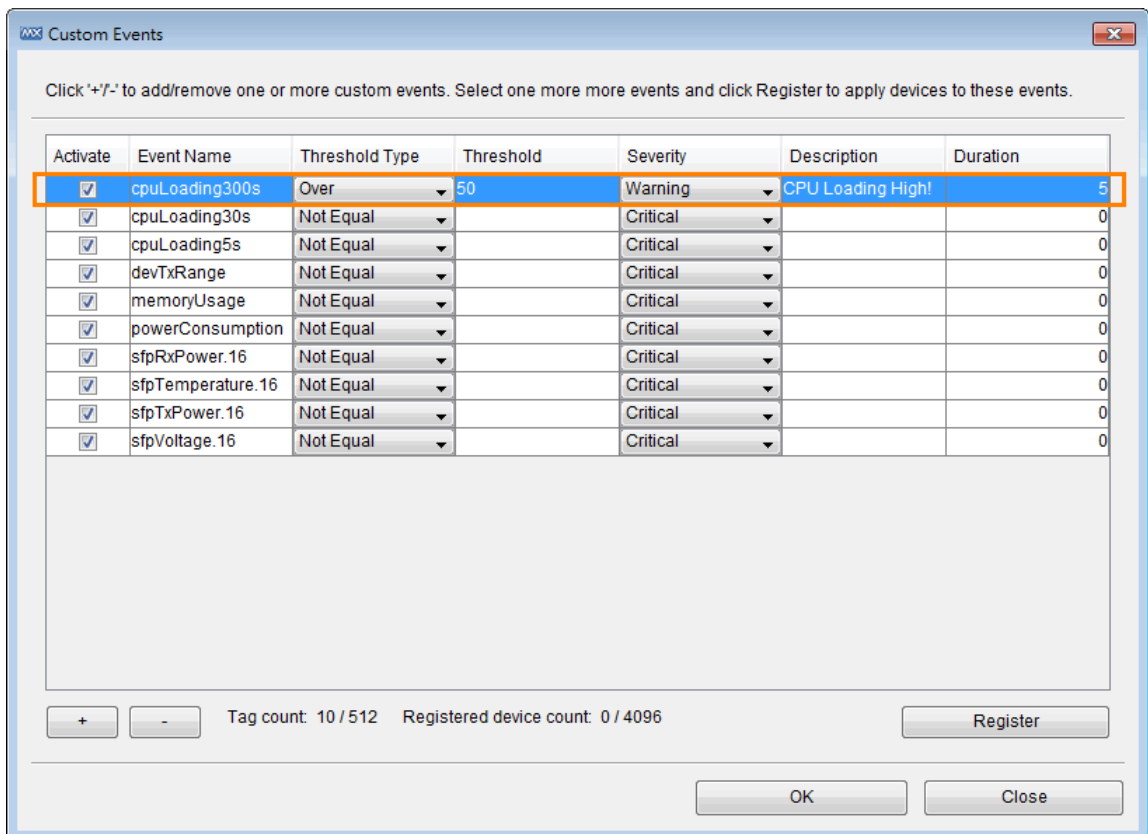 MX Custom Events
Click '+'/'-' to add/remove one or more custom events. Select one more more events and click Register to apply devices to these events.
Activate Event Name Threshold Type Threshold Severity Description Duration
cpuLoading300s Over 50 Warning CPU Loading High! 5
cpuLoading30s Not Equal Critical 0
cpuLoading5s Not Equal Critical 0
devTxRange Not Equal Critical 0
memoryUsage Not Equal Critical 0
powerConsumption Not Equal Critical 0
sfpRxPower.16 Not Equal Critical 0
sfpTemperature.16 Not Equal Critical 0
sfpTxPower.16 Not Equal Critical 0
sfpVoltage.16 Not Equal Critical 0
+ - Tag count: 10 / 512 Registered device count: 0 / 4096 Register
OK Close